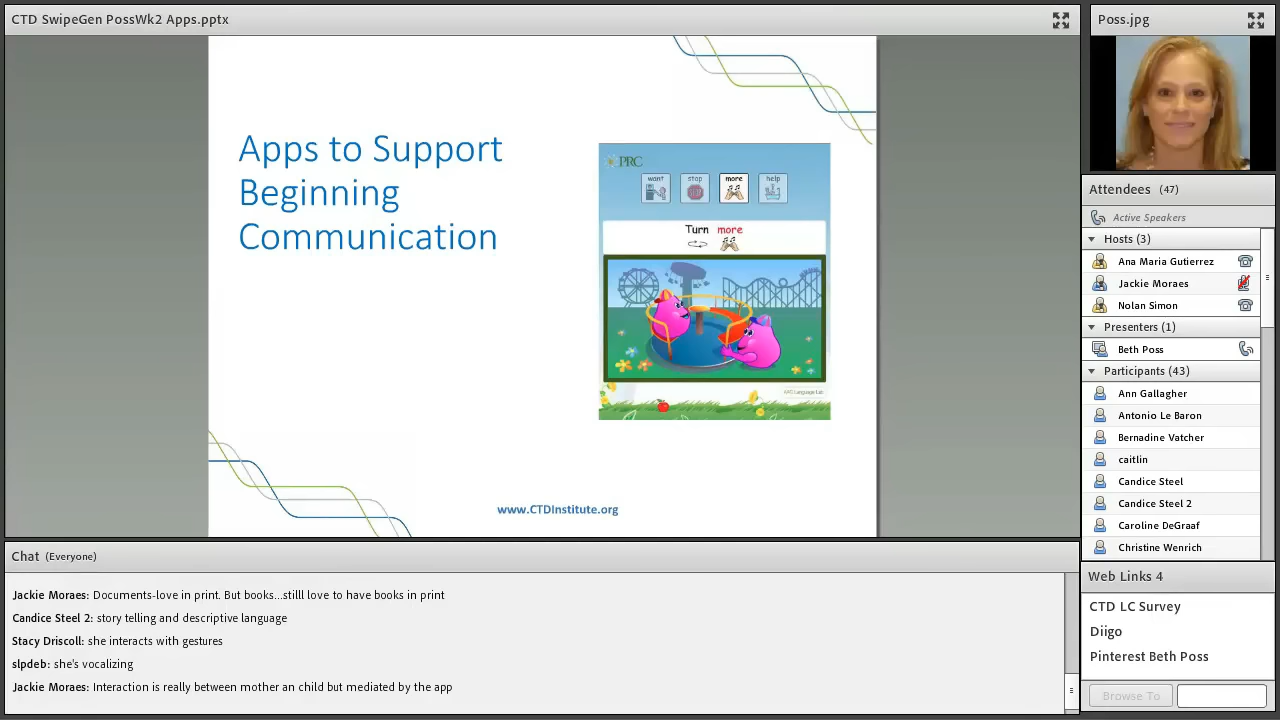 CTD SwipeGen PossWk2 Apps.pptx
Apps to Support
Beginning
Communication
PRC
want stop more help
Turn more
www.CTDInstitute.org
Chat (Everyone)
Jackie Moraes: Documents-love in print. But books...stilll love to have books in print
Candice Steel 2: story telling and descriptive language
Stacy Driscoll: she interacts with gestures
slpdeb: she's vocalizing
Jackie Moraes: Interaction is really between mother an child but mediated by the app
Poss.jpg
Attendees (47)
Active Speakers
Hosts (3)
Ana Maria Gutierrez
Jackie Moraes
Nolan Simon
Presenters (1)
Beth Poss
Participants (43)
Ann Gallagher
Antonio Le Baron
Bernadine Vatcher
caitlin
Candice Steel
Candice Steel 2
Caroline DeGraaf
Christine Wenrich
Web Links 4
CTD LC Survey
Diigo
Pinterest Beth Poss
Browse To